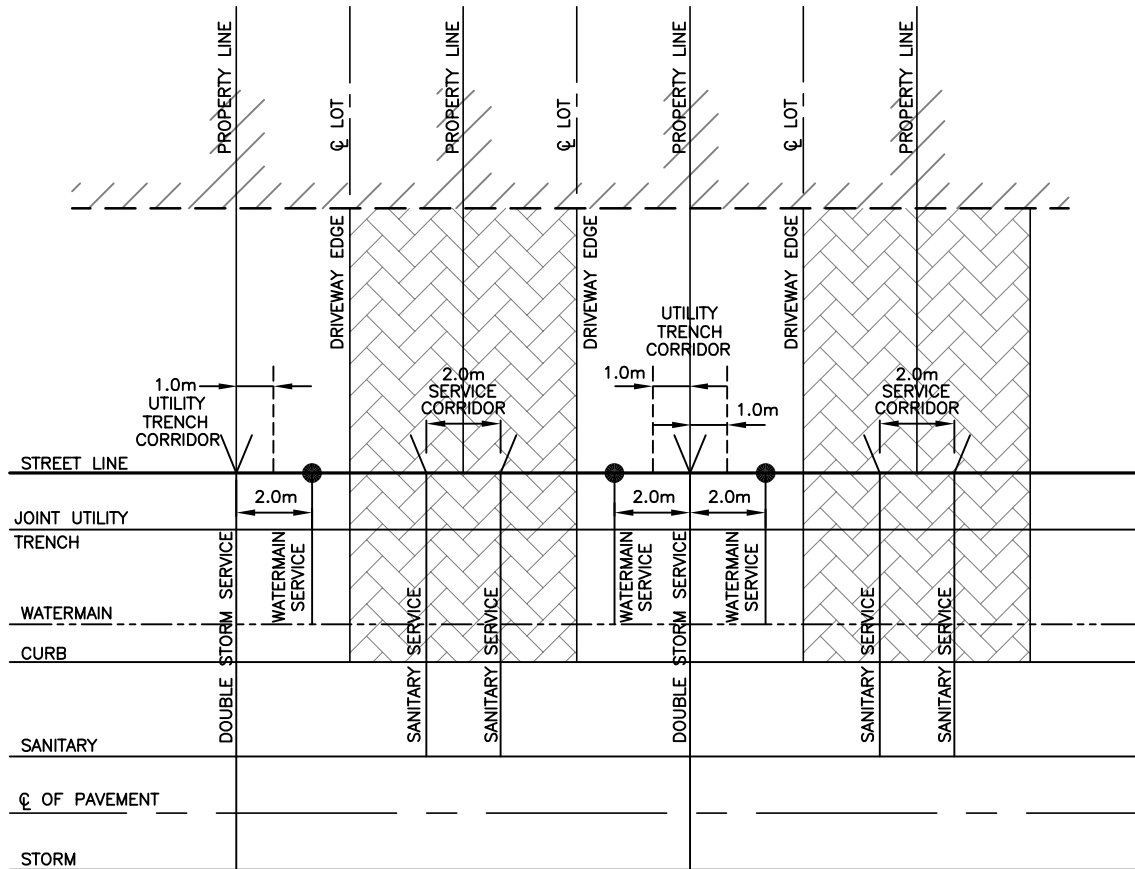 PROPERTY LINE
℄ LOT
PROPERTY LINE
℄ LOT
PROPERTY LINE
℄ LOT
PROPERTY LINE
DRIVEWAY EDGE
DRIVEWAY EDGE
DRIVEWAY EDGE
1.0m
UTILITY
TRENCH
CORRIDOR
2.0m
SERVICE
CORRIDOR
UTILITY
TRENCH
CORRIDOR
1.0m
1.0m
2.0m
SERVICE
CORRIDOR
STREET LINE
2.0m
2.0m
2.0m
JOINT UTILITY
TRENCH
DOUBLE STORM SERVICE
WATERMAIN
SERVICE
SANITARY SERVICE
SANITARY SERVICE
WATERMAIN
SERVICE
DOUBLE STORM SERVICE
WATERMAIN
SERVICE
SANITARY SERVICE
SANITARY SERVICE
WATERMAIN
CURB
SANITARY
℄ OF PAVEMENT
STORM